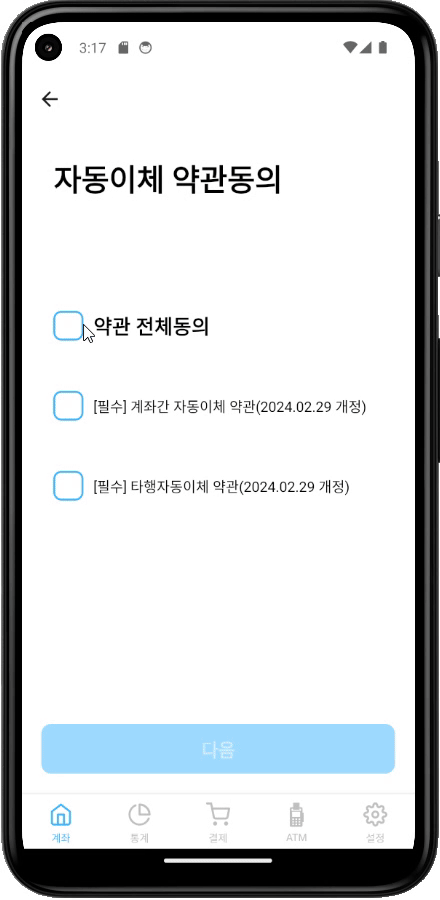 3:17
자동이체 약관동의
약관 전체동의
[필수] 계좌간 자동이체 약관(2024.02.29 개정)
[필수] 타행자동이체 약관(2024.02.29 개정)
다음
계좌 통계 결제 ATM 설정